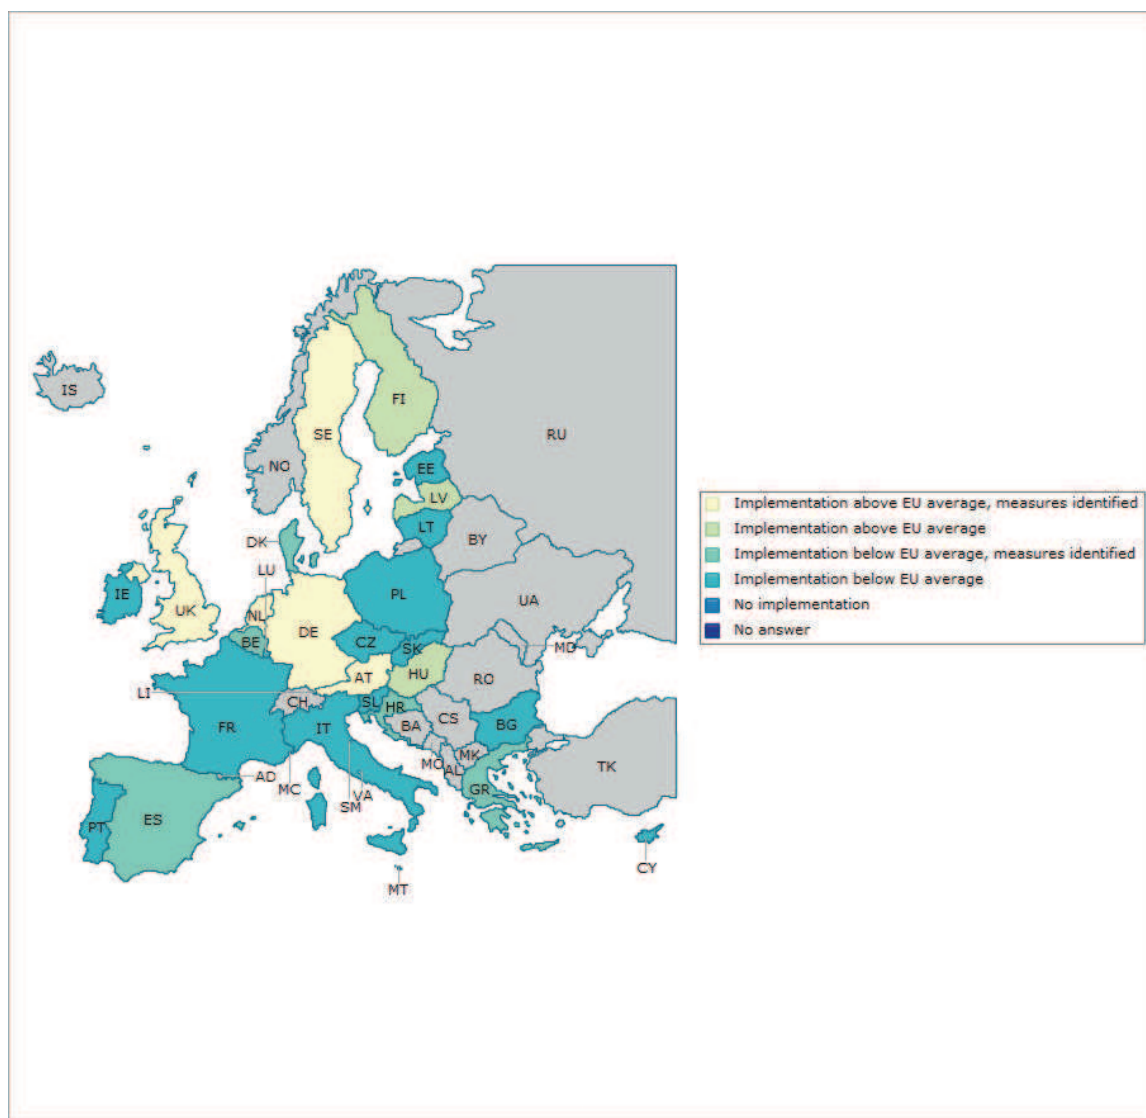 IS
FI
SE
RU
NO
EE
LV
LT
DK
BY
LU
IE
PL
UK
NL
UA
DE
BE
CZ
SK
MD
AT
HU
RO
LI
CH
SL
HR
FR
IT
BA
CS
BG
MK
MO
AL
TK
AD
MC
VA
SM
GR
ES
PT
CY
MT
Implementation above EU average, measures identified
Implementation above EU average
Implementation below EU average, measures identified
Implementation below EU average
No implementation
No answer